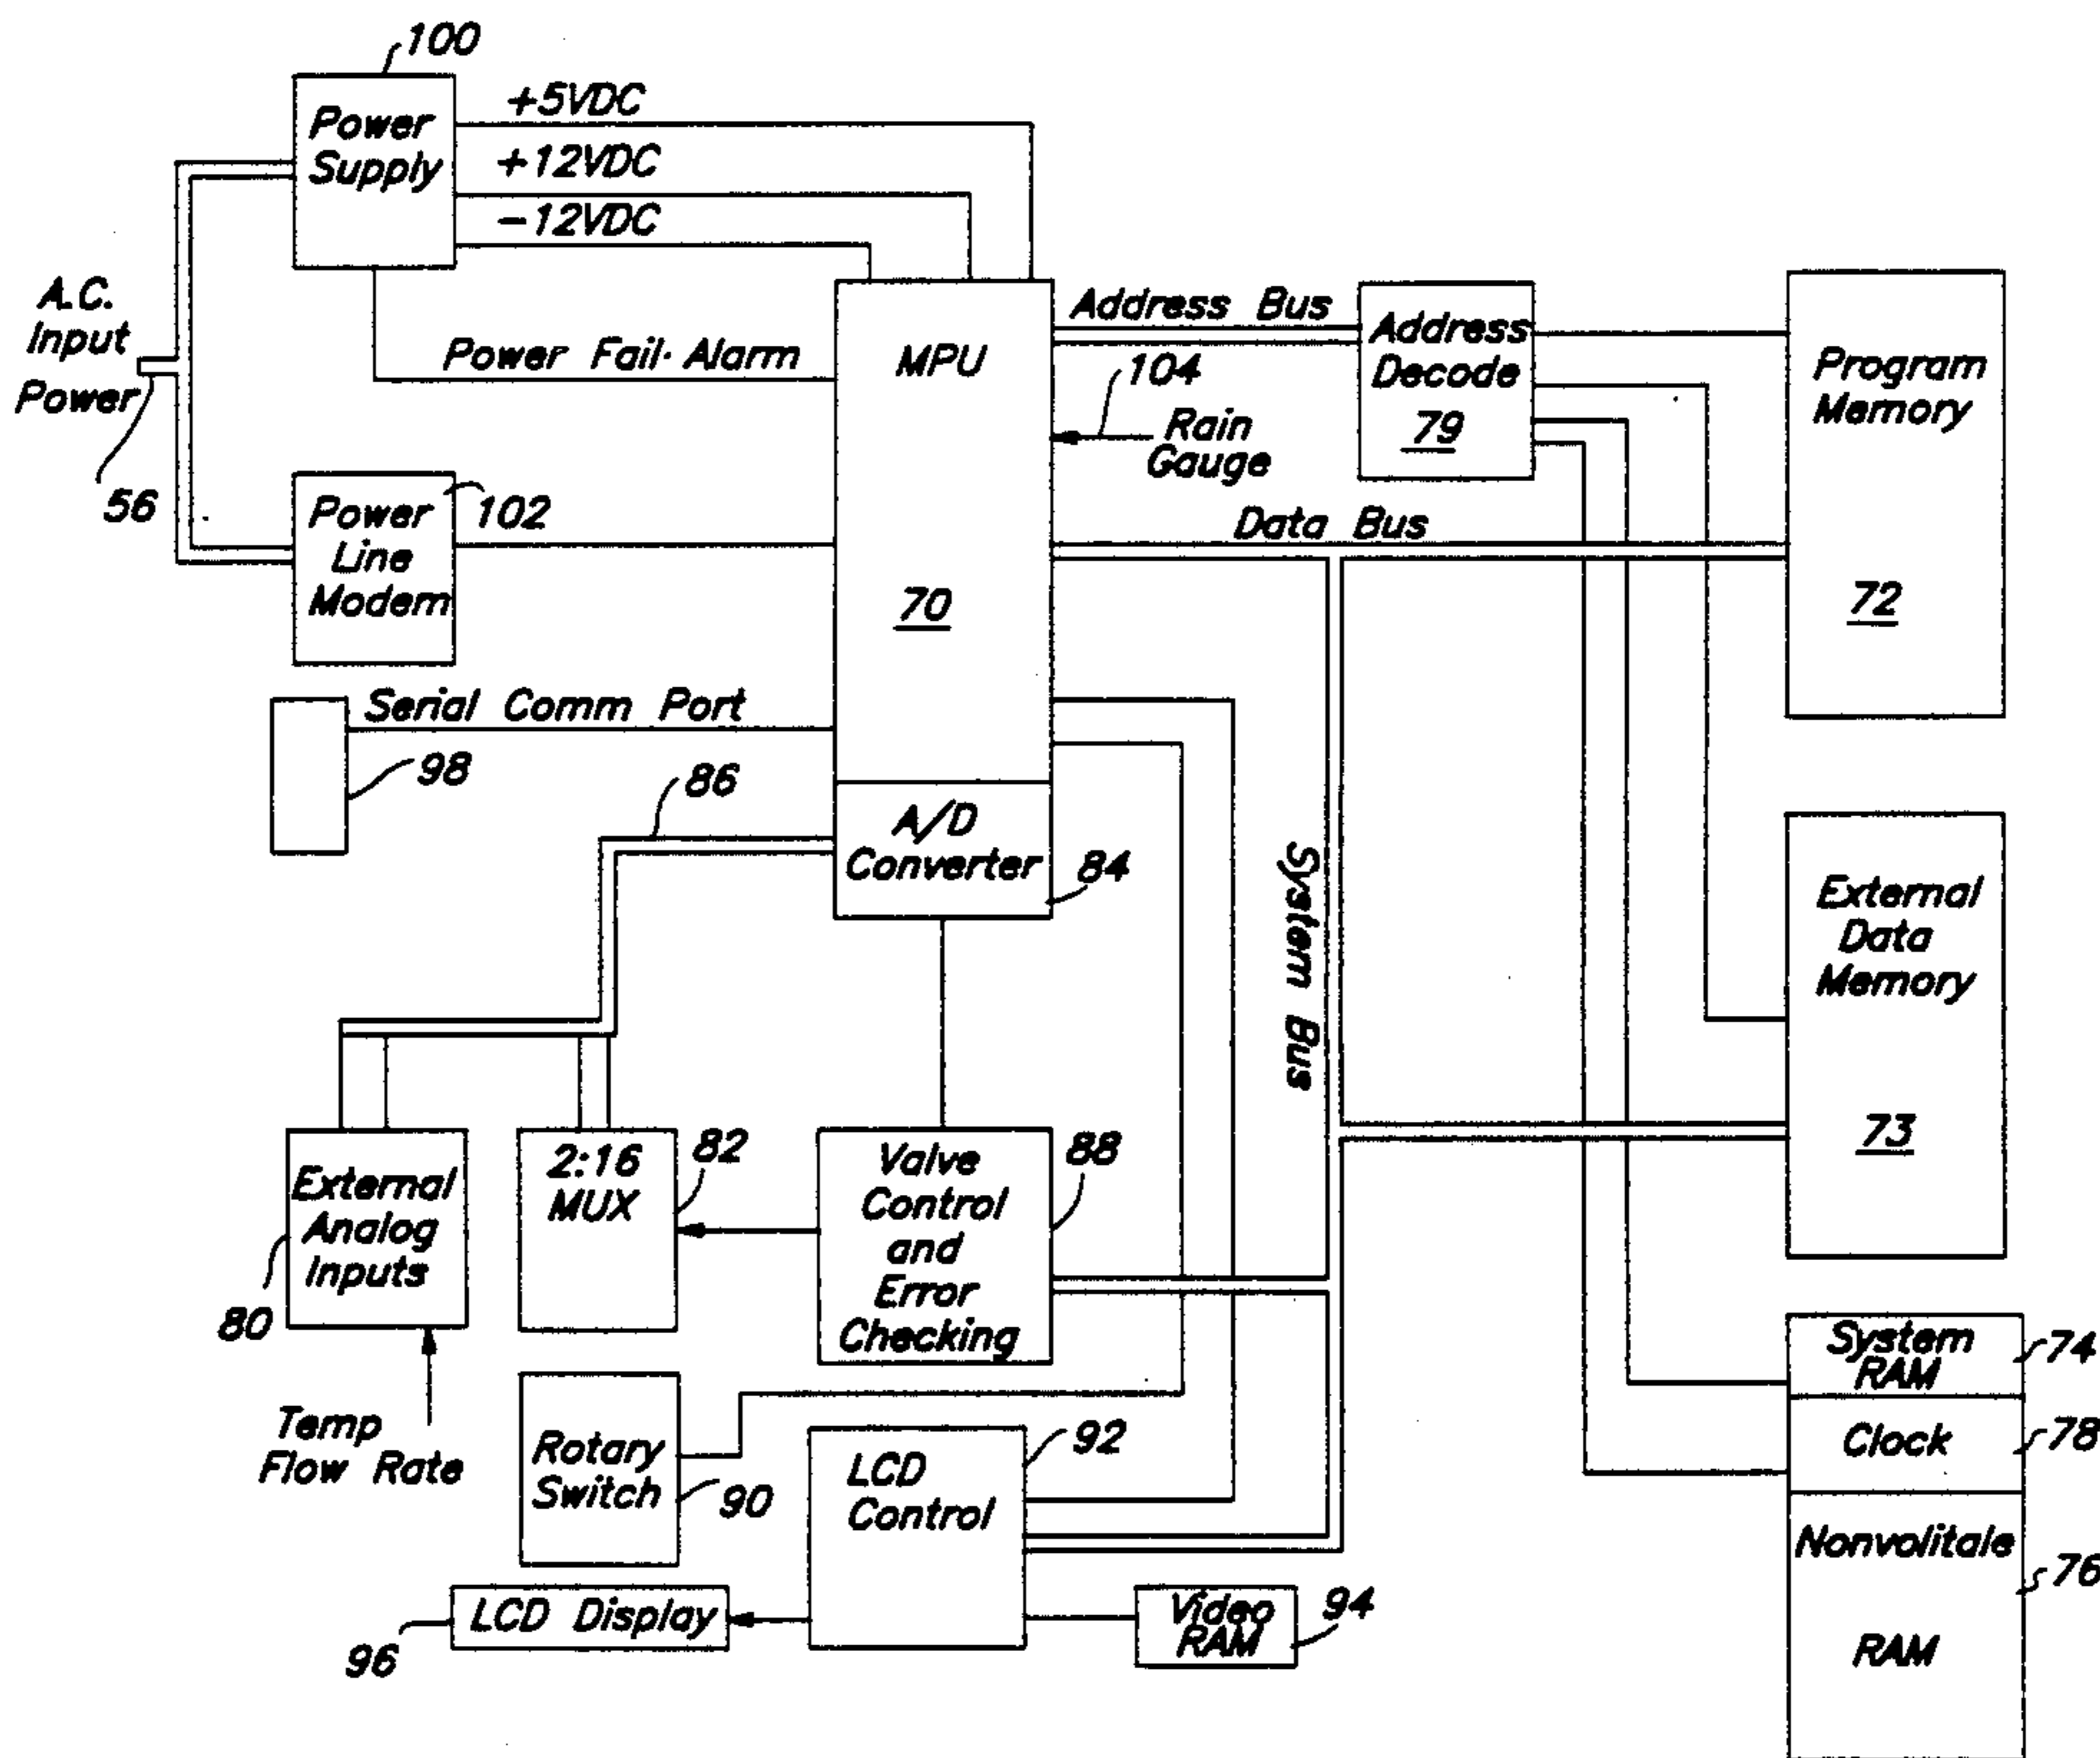 100
Power
Supply
+5VDC
+12VDC
-12VDC
A.C.
Input
Power
56
Power Fail. Alarm
MPU
70
Address Bus
104
Rain
Gauge
Address
Decode
79
Program
Memory
72
Data Bus
Power
Line
Modem
102
Serial Comm Port
98
86
A/D
Converter
84
System Bus
External
Data
Memory
73
External
Analog
Inputs
80
2:16
MUX
82
Valve
Control
and
Error
Checking
88
Temp
Flow Rate
Rotary
Switch
90
LCD
Control
92
LCD Display
96
Video
RAM
94
System
RAM
74
Clock
78
Nonvolitale
RAM
76